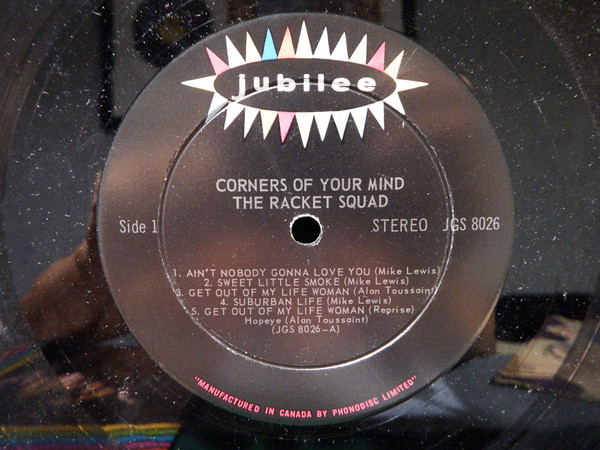 jubilee
CORNERS OF YOUR MIND
THE RACKET SQUAD
Side 1
STEREO JGS 8026
1. AIN'T NOBODY GONNA LOVE YOU (Mike Lewis)
2. SWEET LITTLE SMOKE (Mike Lewis)
3. GET OUT OF MY LIFE WOMAN (Alan Toussaint)
4. SUBURBAN LIFE (Mike Lewis)
5. GET OUT OF MY LIFE WOMAN (Reprise)
Hopeye (Alan Toussaint)
(JGS 8026-A)
"MANUFACTURED IN CANADA BY PHONODISC LIMITED"